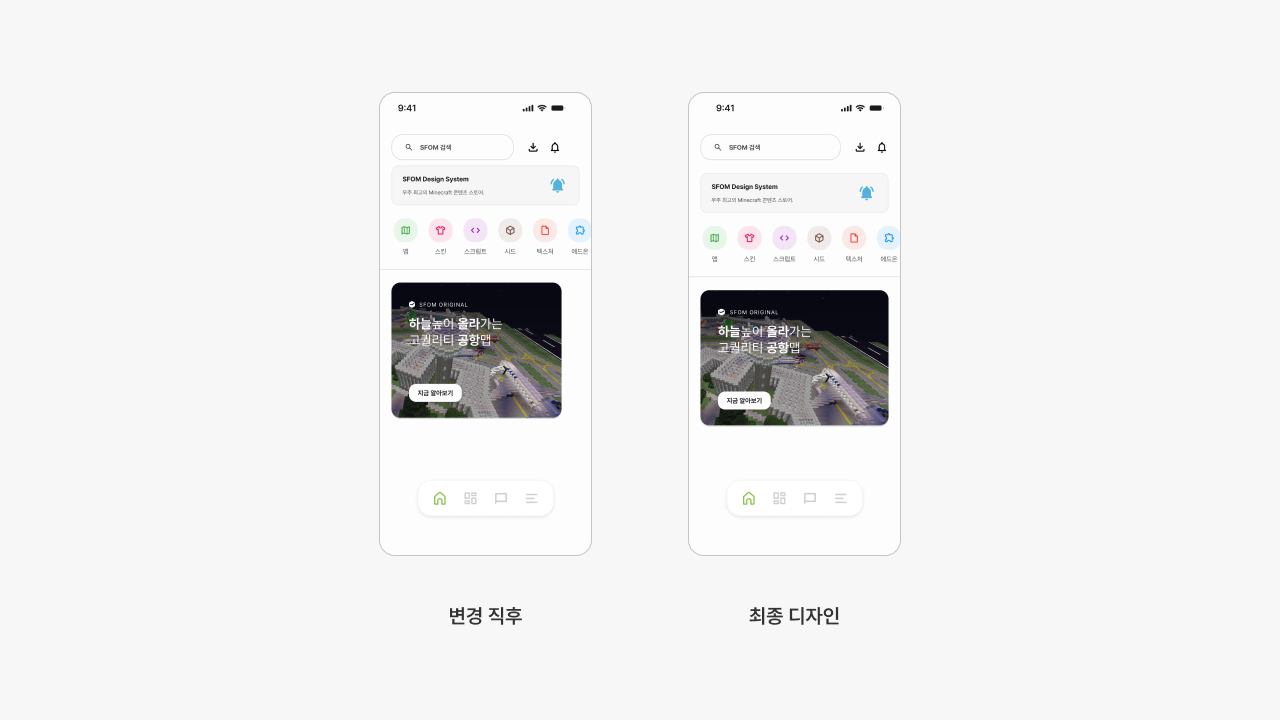 9:41
SFOM 검색
SFOM Design System
우주 최고의 Minecraft 콘텐츠 스토어.
맵
스킨
스크립트
시드
텍스처
애드온
SFOM ORIGINAL
하늘높이 올라가는
고퀄리티 공항맵
지금 알아보기
변경 직후
9:41
SFOM 검색
SFOM Design System
우주 최고의 Minecraft 콘텐츠 스토어.
맵
스킨
스크립트
시드
텍스처
애드온
SFOM ORIGINAL
하늘높이 올라가는
고퀄리티 공항맵
지금 알아보기
최종 디자인